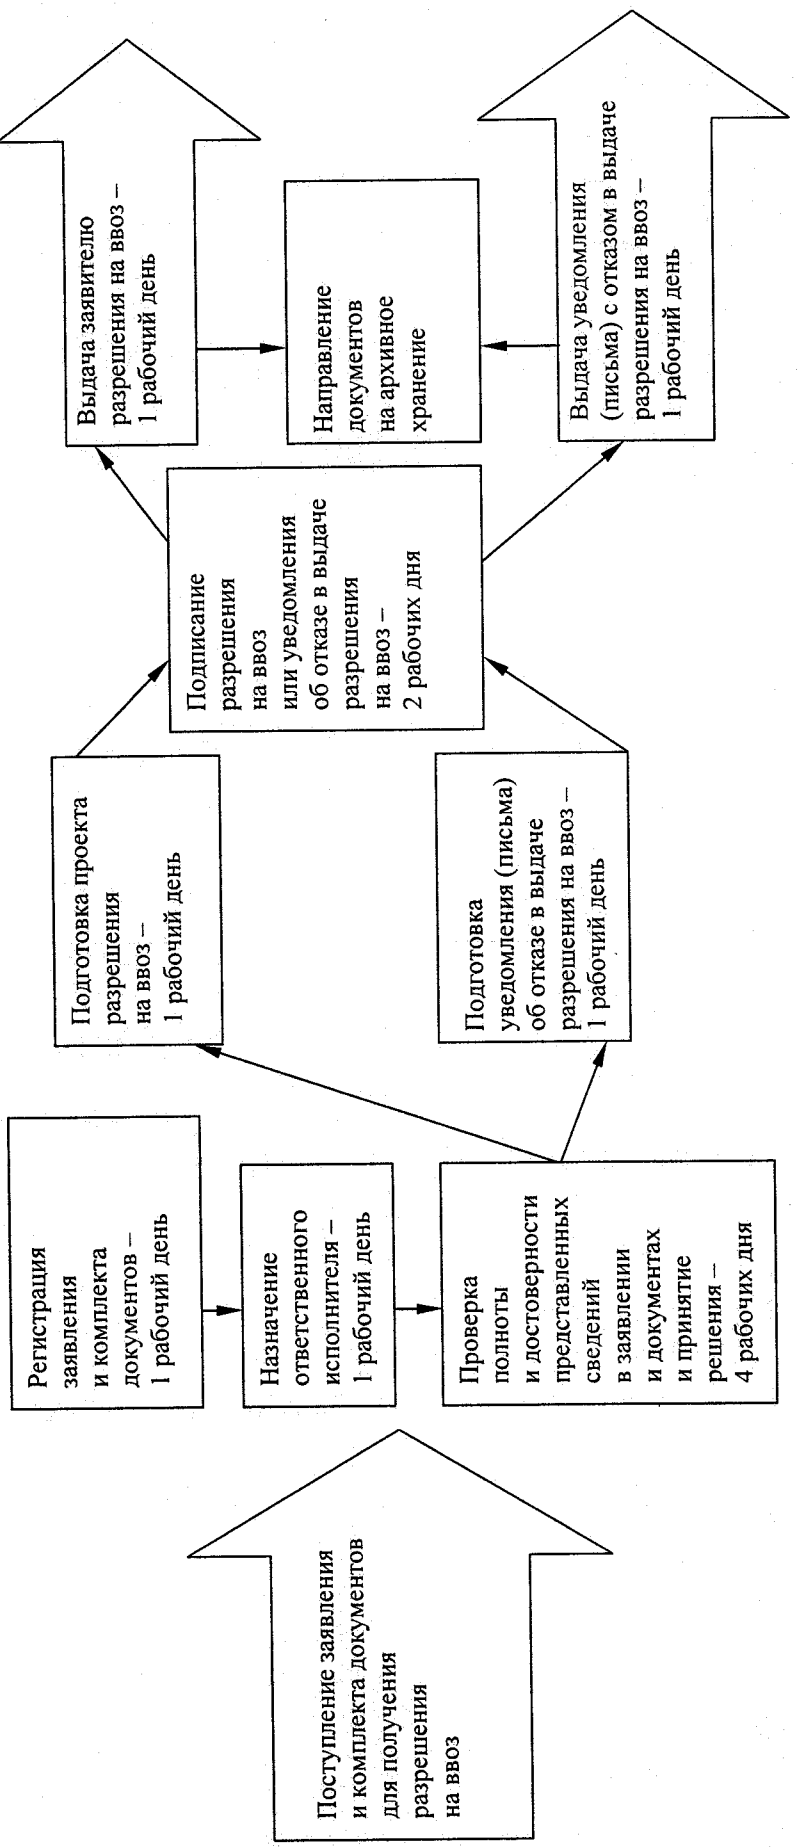 Поступление заявления
и комплекта документов
для получения
разрешения
на ввоз
Регистрация
заявления
и комплекта
документов –
1 рабочий день
Назначение
ответственного
исполнителя –
1 рабочий день
Проверка
полноты
и достоверности
представленных
сведений
в заявлении
и документах
и принятие
решения –
4 рабочих дня
Подготовка проекта
разрешения
на ввоз –
1 рабочий день
Подготовка
уведомления (письма)
об отказе в выдаче
разрешения на ввоз –
1 рабочий день
Подписание
разрешения
на ввоз
или уведомления
об отказе в выдаче
разрешения
на ввоз –
2 рабочих дня
Выдача заявителю
разрешения на ввоз –
1 рабочий день
Направление
документов
на архивное
хранение
Выдача уведомления
(письма) с отказом в выдаче
разрешения на ввоз –
1 рабочий день